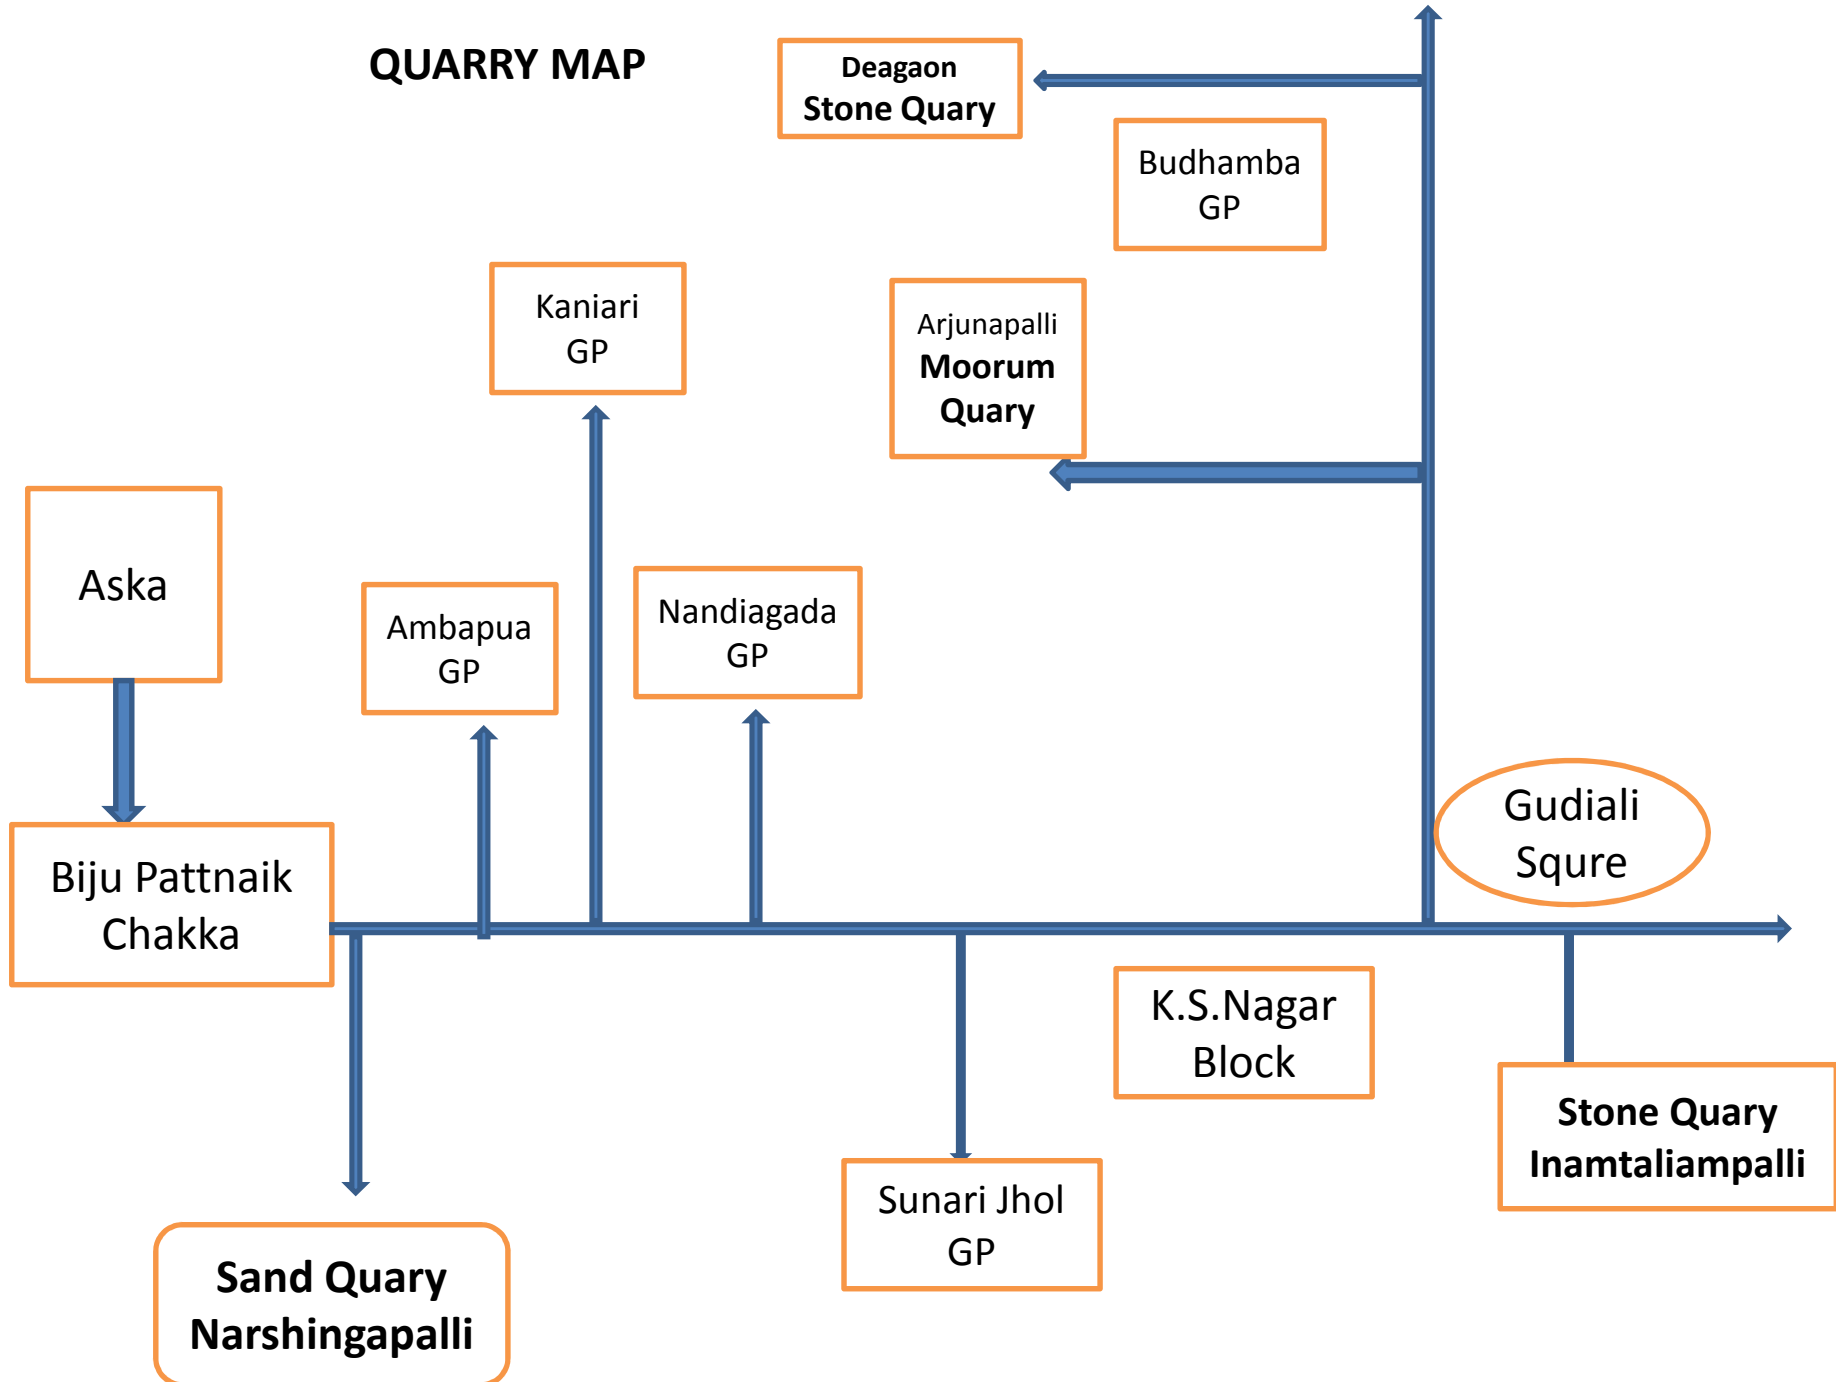 QUARRY MAP
Deagaon
Stone Quary
Budhamba
GP
Kaniari
GP
Arjunapalli
Moorum
Quary
Aska
Ambapua
GP
Nandiagada
GP
Gudiali
Squre
Biju Pattnaik
Chakka
K.S.Nagar
Block
Stone Quary
Inamtaliampalli
Sunari Jhol
GP
Sand Quary
Narshingapalli